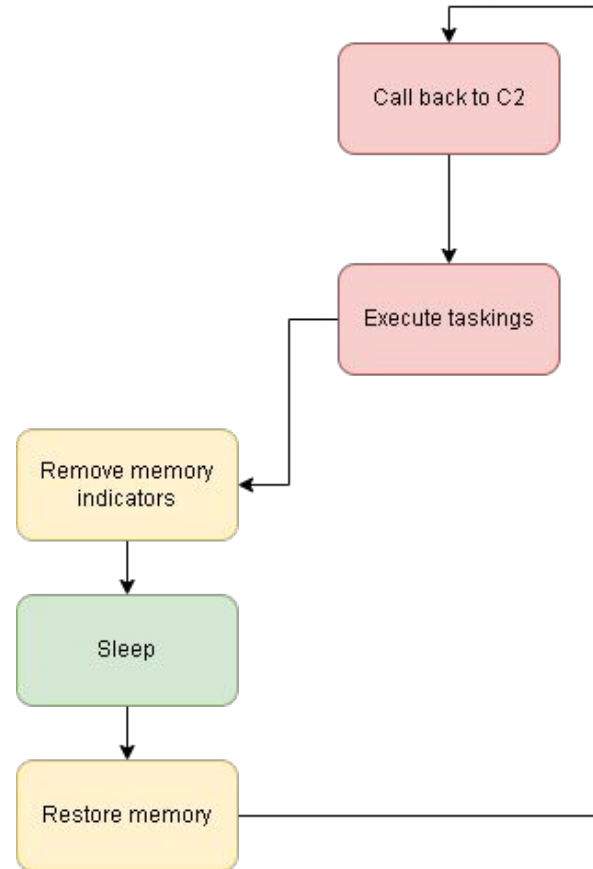 Call back to C2
Execute taskings
Remove memory
indicators
Sleep
Restore memory